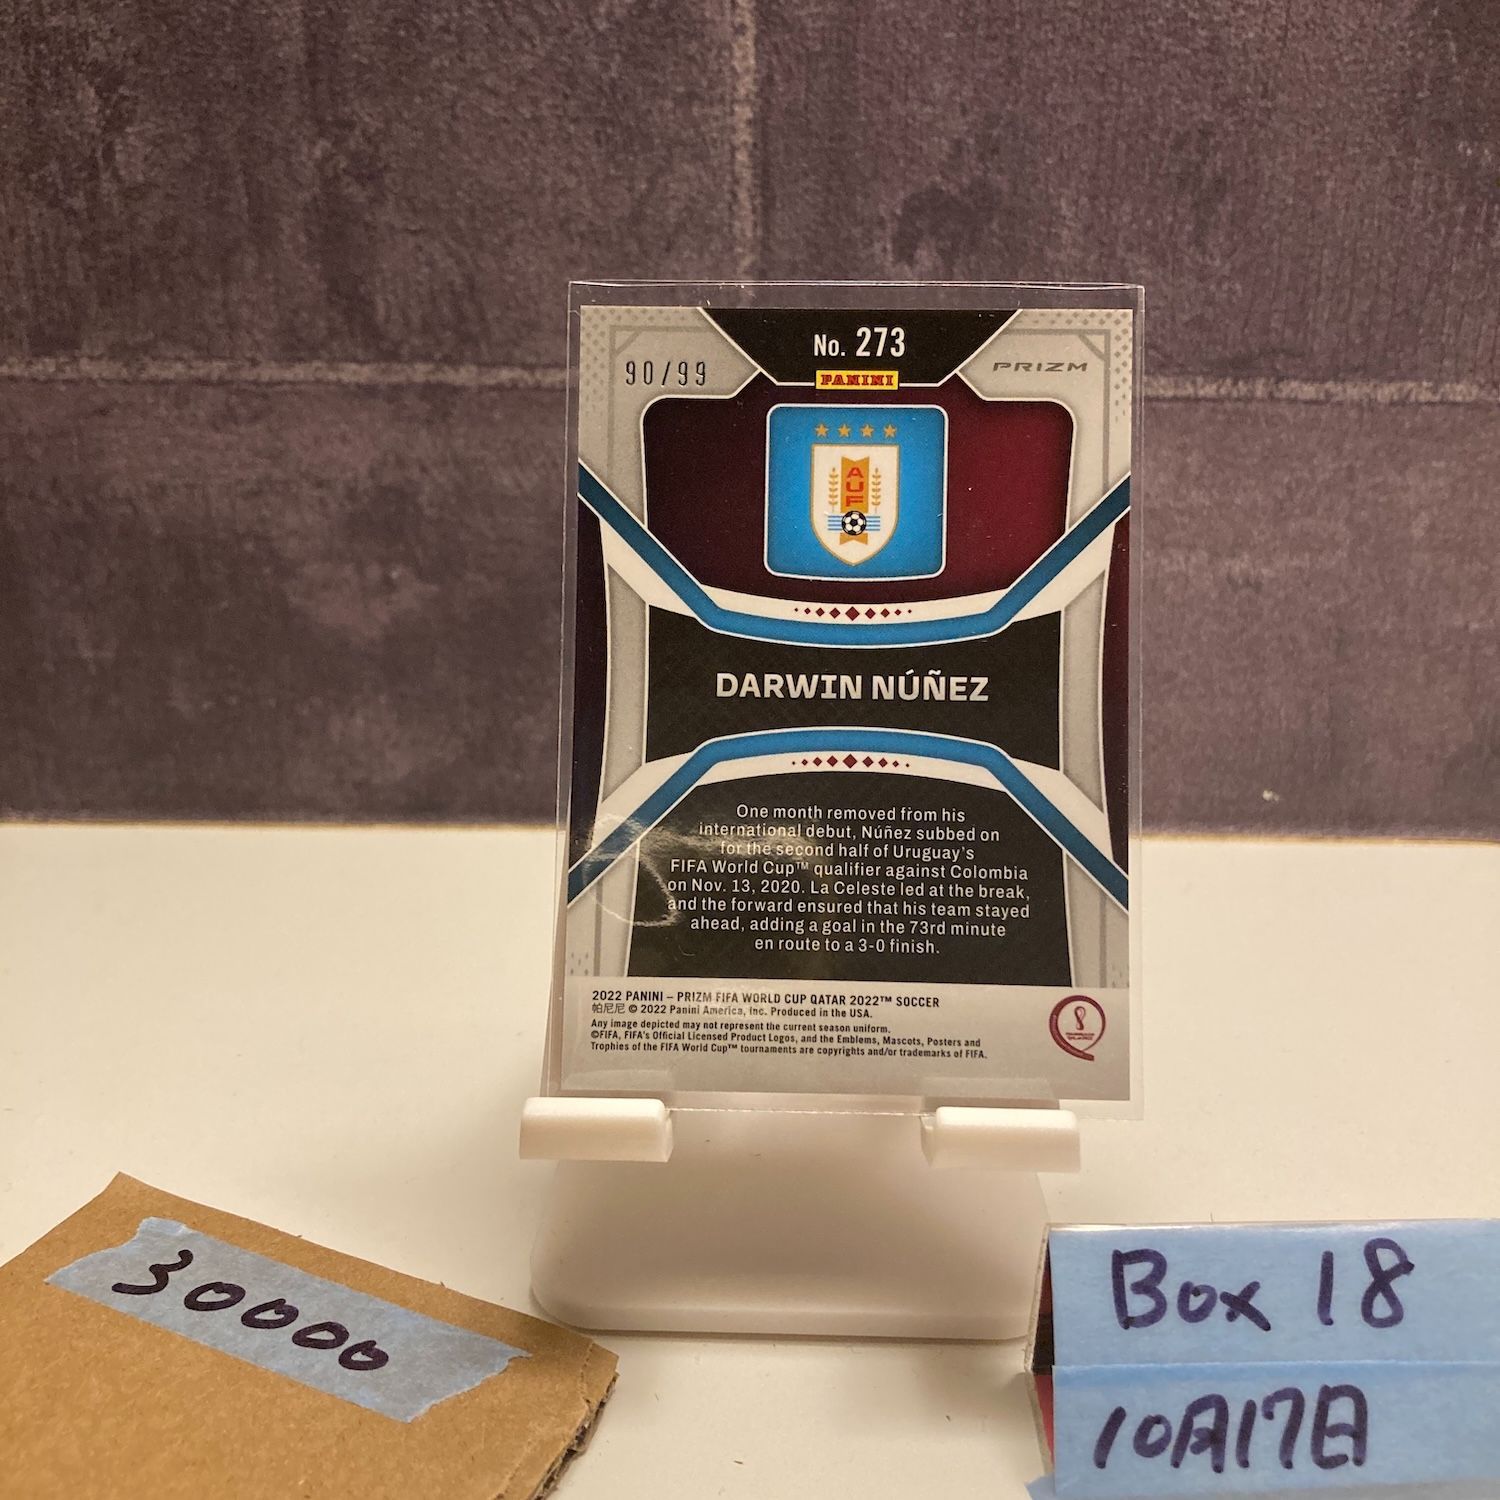 No. 273
90/99
PANINI
PRIZM
AUF
DARWIN NÚÑEZ
One month removed from his
international debut, Núñez subbed on
for the second half of Uruguay's
FIFA World Cup™ qualifier against Colombia
on Nov. 13, 2020. La Celeste led at the break,
and the forward ensured that his team stayed
ahead, adding a goal in the 73rd minute
en route to a 3-0 finish.
2022 PANINI – PRIZM FIFA WORLD CUP QATAR 2022™ SOCCER
帕尼尼 © 2022 Panini America, Inc. Produced in the USA.
Any image depicted may not represent the current season uniform.
©FIFA, FIFA's Official Licensed Product Logos, and the Emblems, Mascots, Posters and
Trophies of the FIFA World Cup™ tournaments are copyrights and/or trademarks of FIFA.
30000
Box 18
10月17日